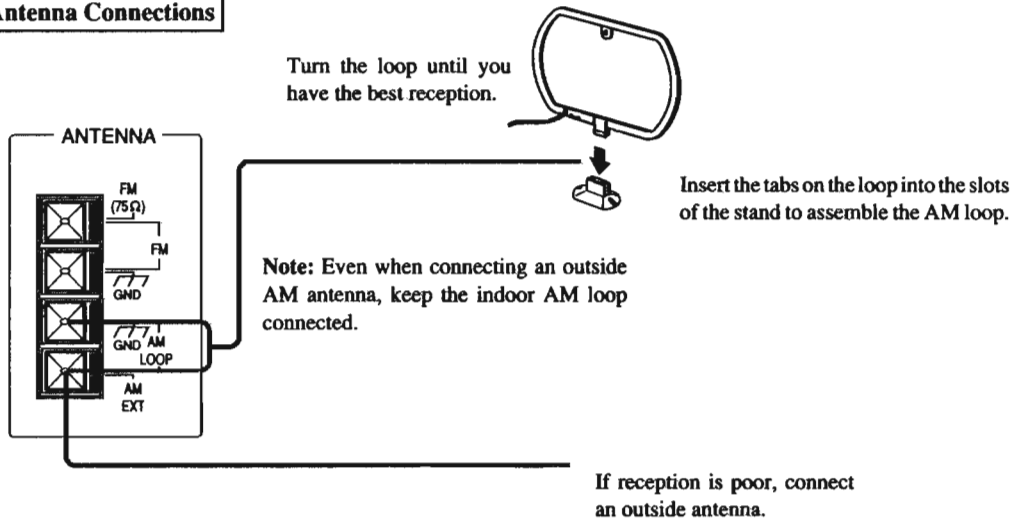 Antenna Connections
Turn the loop until you
have the best reception.
ANTENNA
FM
(75Ω)
FM
GND
GND AM
LOOP
AM
EXT
Insert the tabs on the loop into the slots
of the stand to assemble the AM loop.
Note: Even when connecting an outside
AM antenna, keep the indoor AM loop
connected.
If reception is poor, connect
an outside antenna.